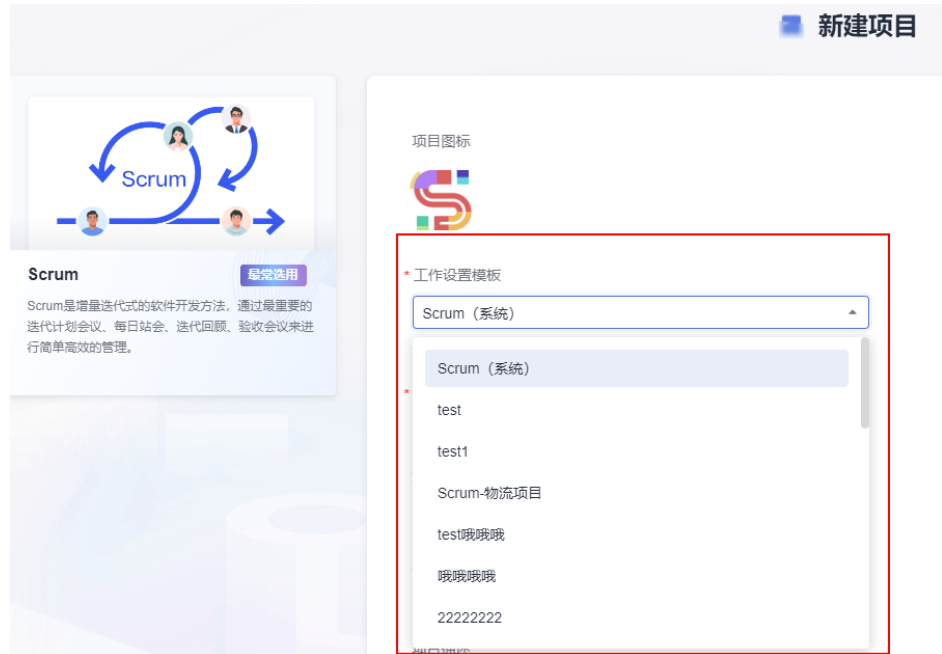 新建项目
Scrum
Scrum
最常选用
Scrum是增量迭代式的软件开发方法，通过最重要的
迭代计划会议、每日站会、迭代回顾、验收会议来进
行简单高效的管理。
项目图标
* 工作设置模板
Scrum（系统）
Scrum（系统）
*
test
test1
Scrum-物流项目
test哦哦哦
哦哦哦哦
22222222